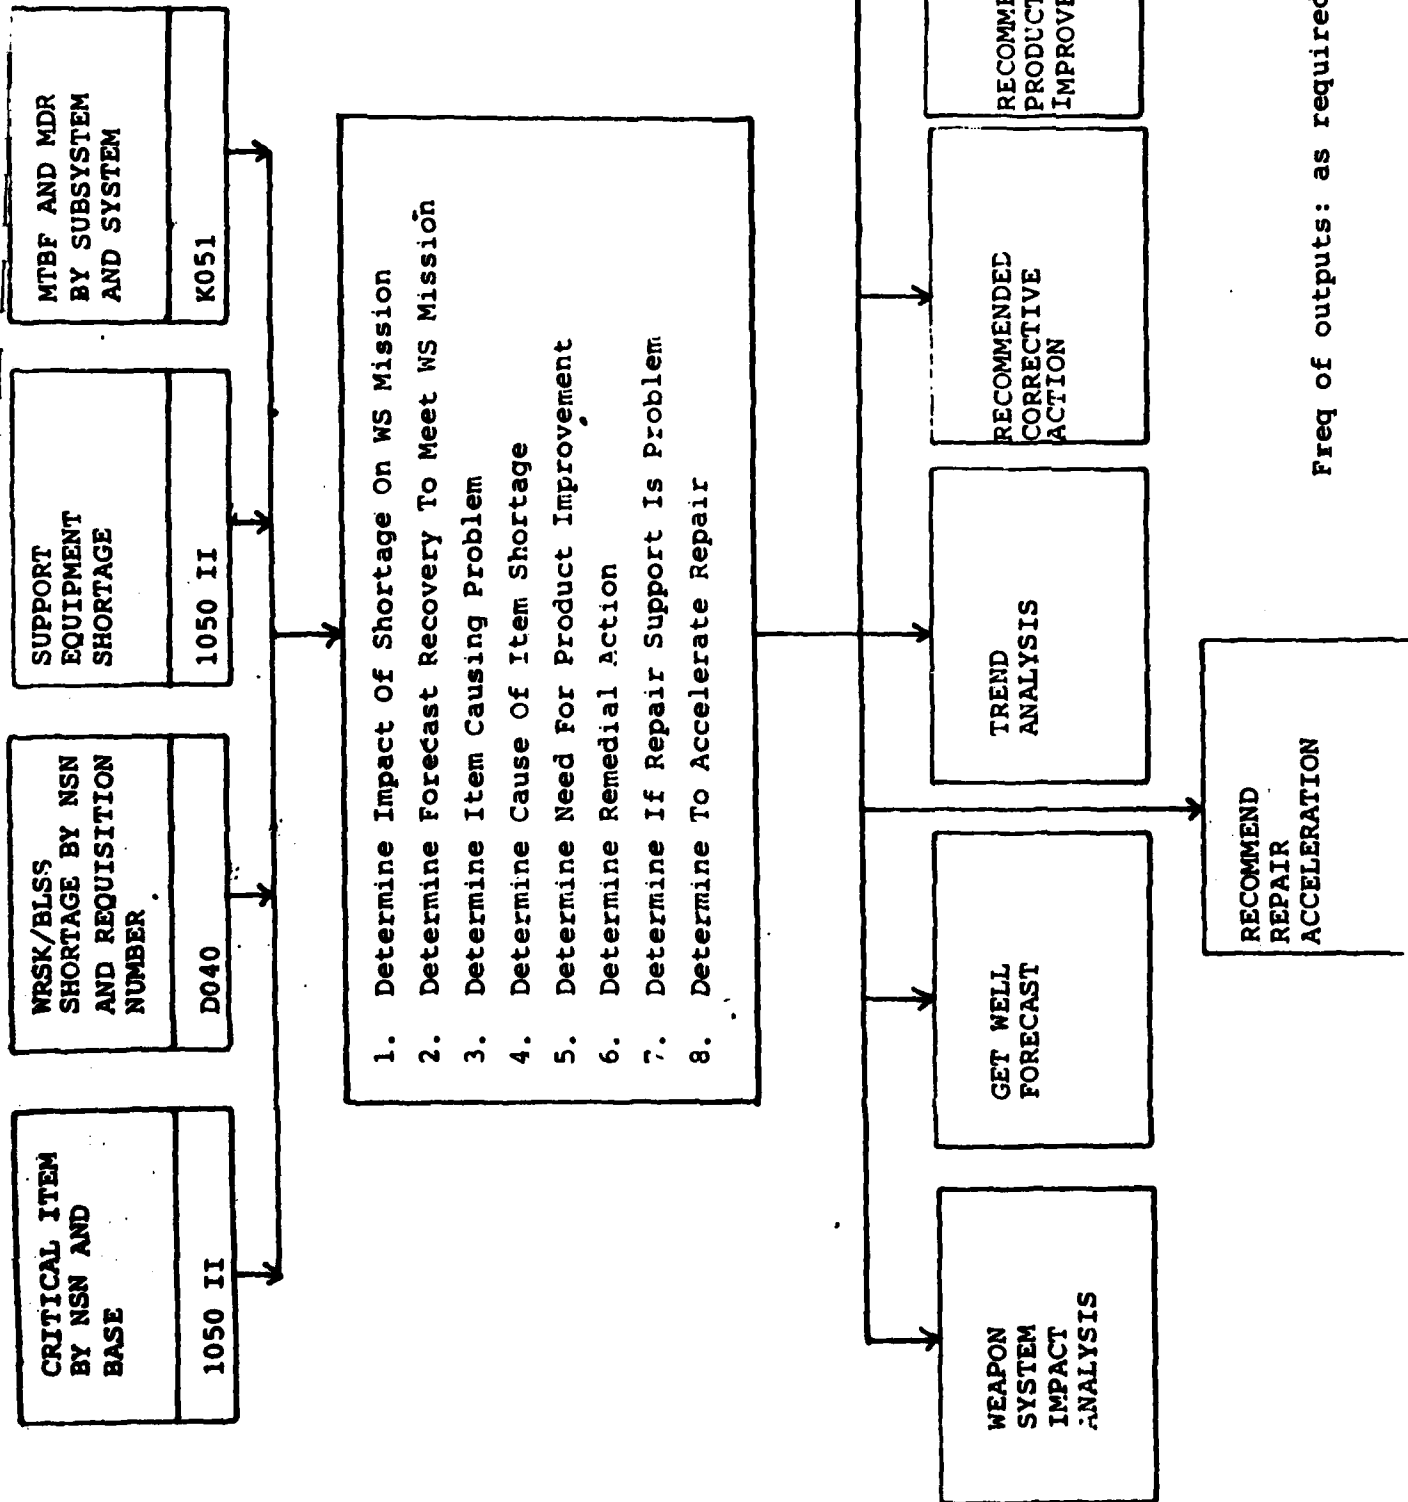 CRITICAL ITEM
BY NSN AND
BASE
1050 II
WRSK/BLSS
SHORTAGE BY NSN
AND REQUISITION
NUMBER
D040
SUPPORT
EQUIPMENT
SHORTAGE
1050 II
MTBF AND MDR
BY SUBSYSTEM
AND SYSTEM
K051
1. Determine Impact Of Shortage On WS Mission
2. Determine Forecast Recovery To Meet WS Mission
3. Determine Item Causing Problem
4. Determine Cause Of Item Shortage
5. Determine Need For Product Improvement
6. Determine Remedial Action
7. Determine If Repair Support Is Problem
8. Determine To Accelerate Repair
WEAPON
SYSTEM
IMPACT
ANALYSIS
GET WELL
FORECAST
TREND
ANALYSIS
RECOMMENDED
CORRECTIVE
ACTION
RECOMME
PRODUCT
IMPROVE
RECOMMEND
REPAIR
ACCELERATION
Freq of outputs: as required